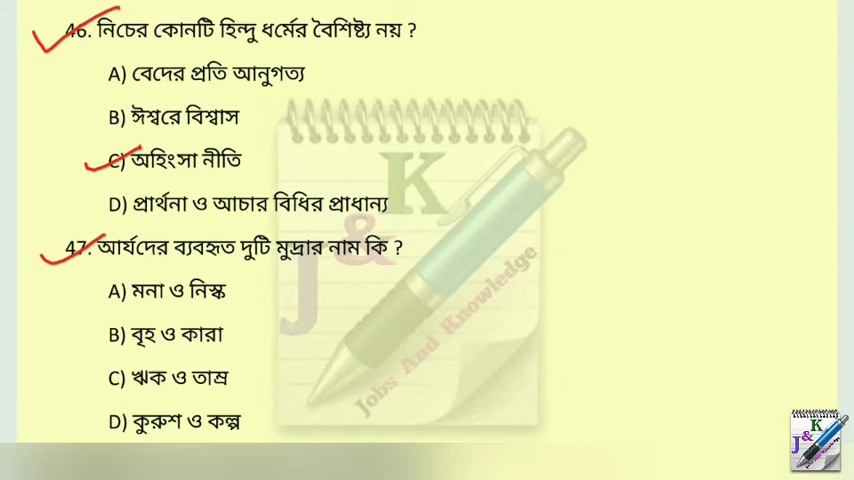 46. নিচের কোনটি হিন্দু ধর্মের বৈশিষ্ট্য নয় ?
A) বেদের প্রতি আনুগত্য
B) ঈশ্বরে বিশ্বাস
C) অহিংসা নীতি
D) প্রার্থনা ও আচার বিধির প্রাধান্য
47. আর্যদের ব্যবহৃত দুটি মুদ্রার নাম কি ?
A) মনা ও নিস্ক
B) বৃহ ও কারা
C) ঋক ও তাম্র
D) কুরুশ ও কল্প
J & K
Jobs And Knowledge
J & K